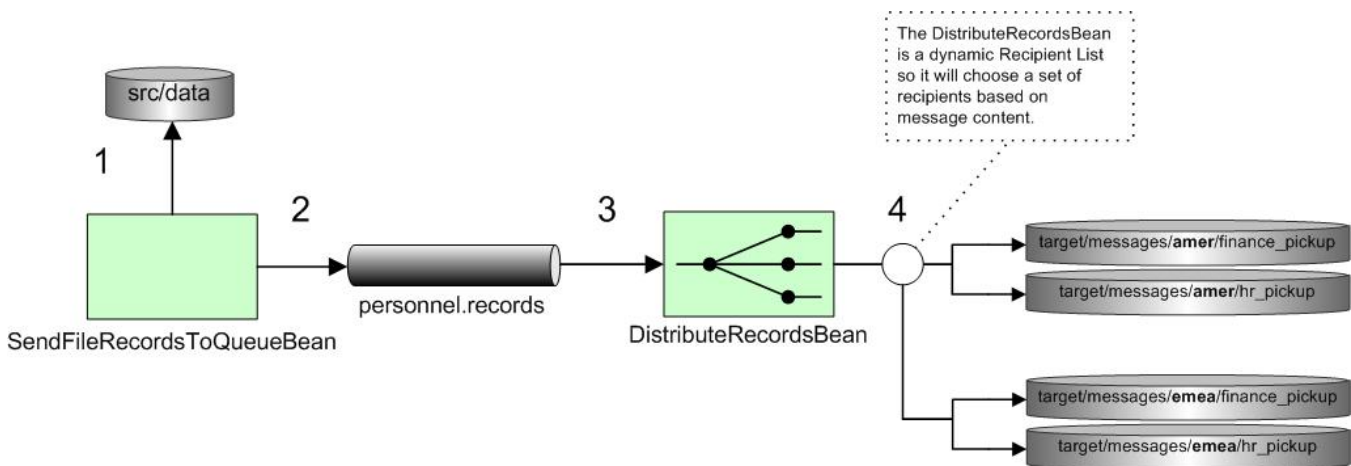 The DistributeRecordsBean
is a dynamic Recipient List
so it will choose a set of
recipients based on
message content.
src/data
1
2
3
4
SendFileRecordsToQueueBean
personnel.records
DistributeRecordsBean
target/messages/amer/finance_pickup
target/messages/amer/hr_pickup
target/messages/emea/finance_pickup
target/messages/emea/hr_pickup